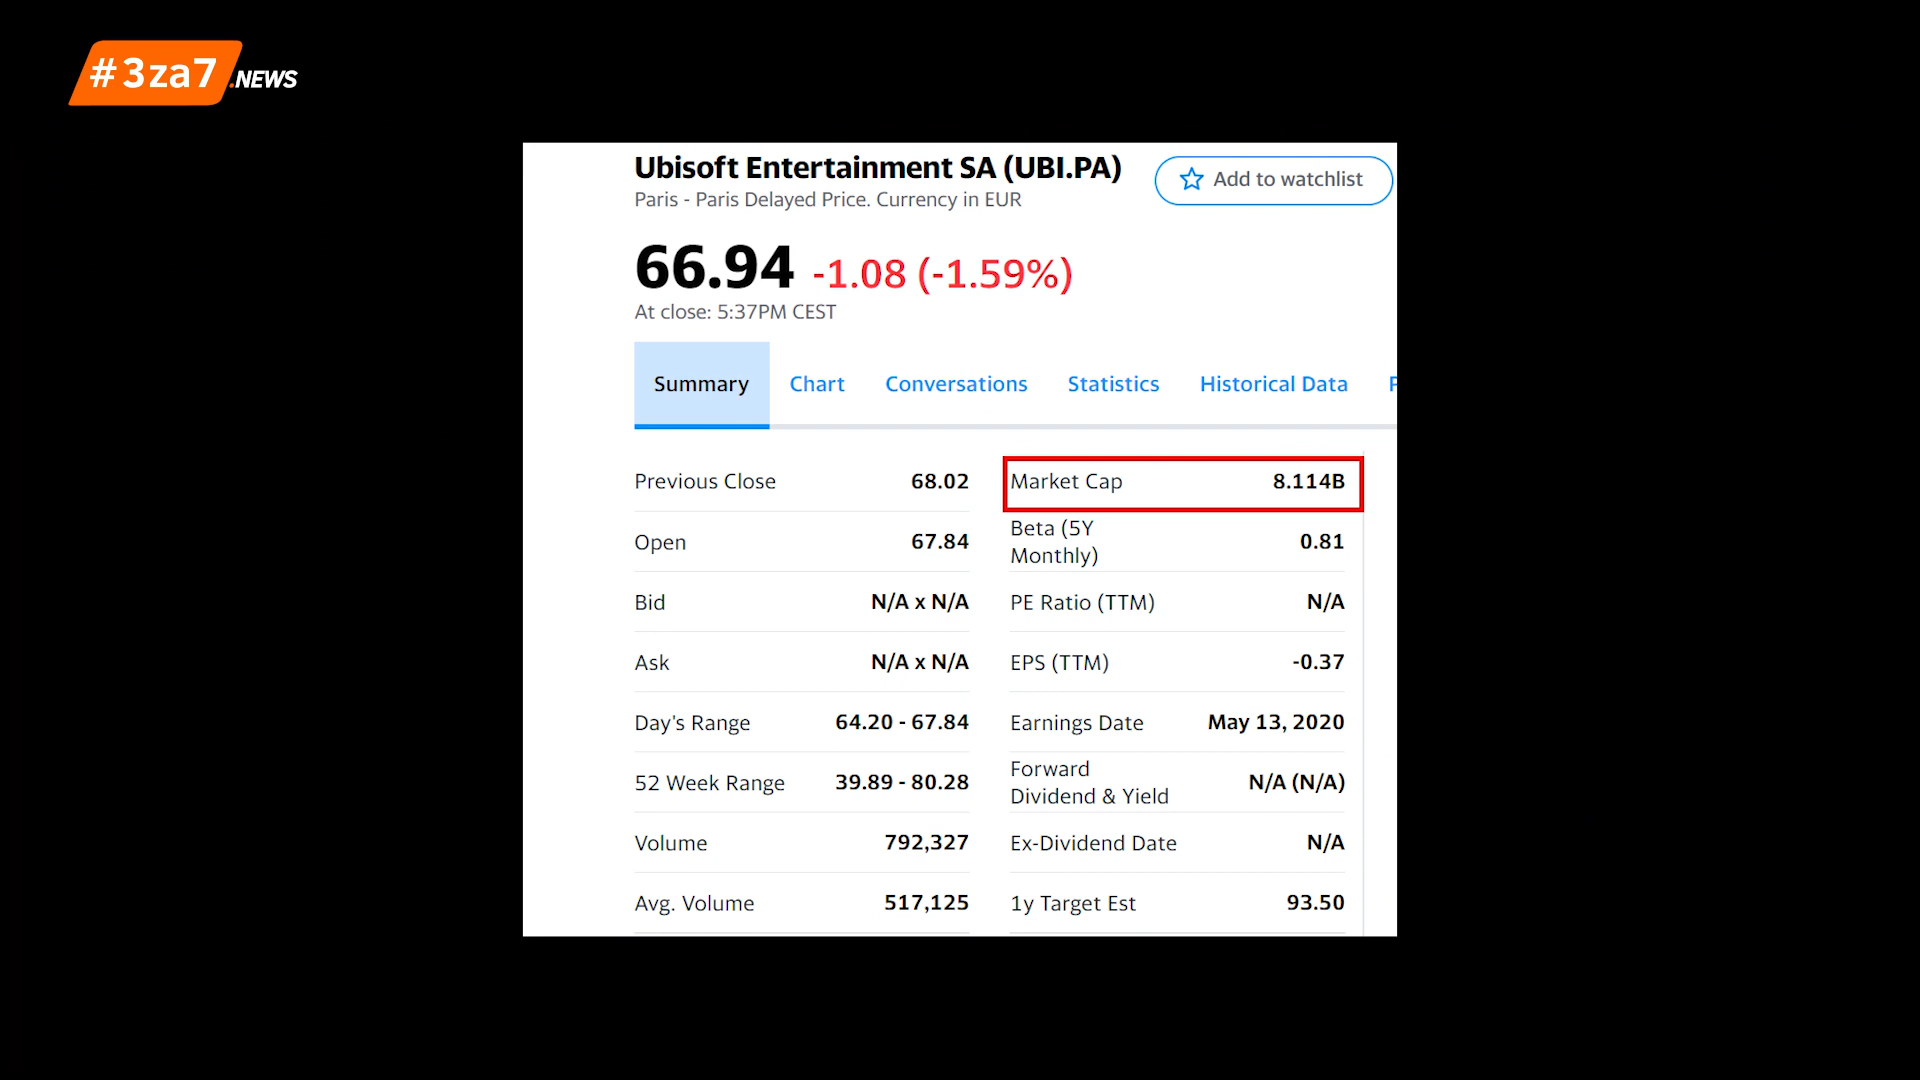 #3za7.NEWS
Ubisoft Entertainment SA (UBI.PA)
Add to watchlist
Paris - Paris Delayed Price. Currency in EUR
66.94 -1.08 (-1.59%)
At close: 5:37PM CEST
Summary Chart Conversations Statistics Historical Data
Previous Close 68.02
Open 67.84
Bid N/A x N/A
Ask N/A x N/A
Day's Range 64.20 - 67.84
52 Week Range 39.89 - 80.28
Volume 792,327
Avg. Volume 517,125
Market Cap 8.114B
Beta (5Y
Monthly) 0.81
PE Ratio (TTM) N/A
EPS (TTM) -0.37
Earnings Date May 13, 2020
Forward
Dividend & Yield N/A (N/A)
Ex-Dividend Date N/A
1y Target Est 93.50